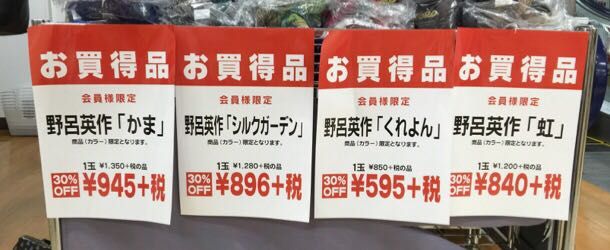 お買得品
会員様限定
野呂英作「かま」
商品(カラー)限定となります。
1玉 ¥1,350+税の品
30%OFF ¥945+税
お買得品
会員様限定
野呂英作「シルクガーデン」
商品(カラー)限定となります。
1玉 ¥1,280+税の品
30%OFF ¥896+税
お買得品
会員様限定
野呂英作「くれよん」
商品(カラー)限定となります。
1玉 ¥850+税の品
30%OFF ¥595+税
お買得品
会員様限定
野呂英作「虹」
商品(カラー)限定となります。
1玉 ¥1,200+税の品
30%OFF ¥840+税